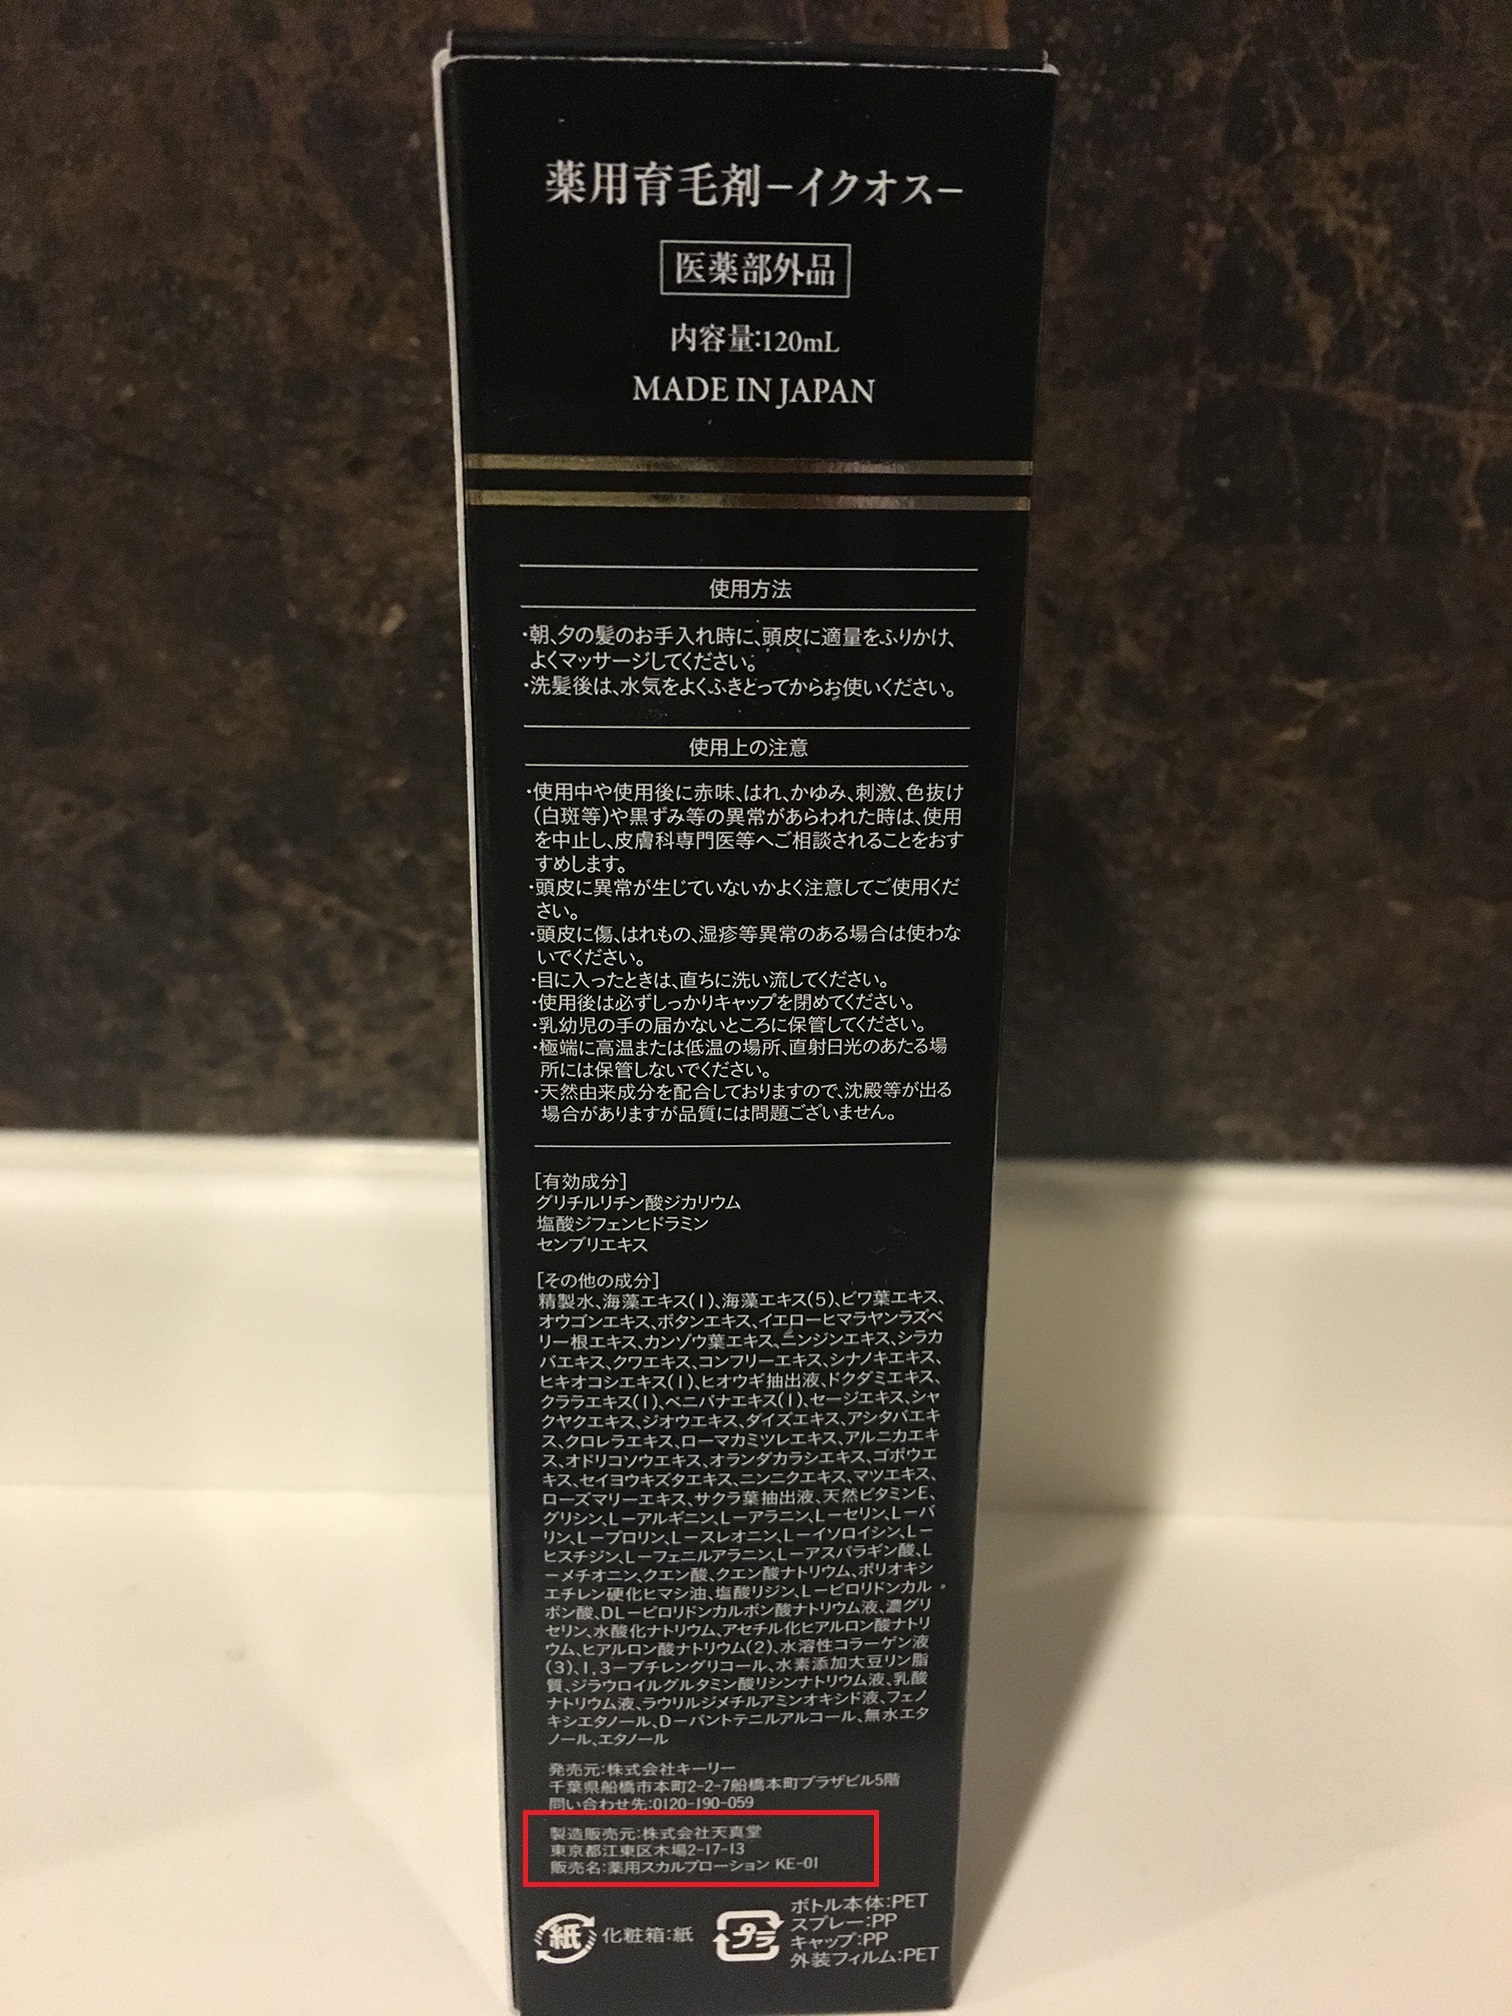 薬用育毛剤−イクオス−
医薬部外品
内容量:120mL
MADE IN JAPAN
使用方法
・朝、夕の髪のお手入れ時に、頭皮に適量をふりかけ、
よくマッサージしてください。
・洗髪後は、水気をよくふきとってからお使いください。
使用上の注意
・使用中や使用後に赤味、はれ、かゆみ、刺激、色抜け
(白斑等)や黒ずみ等の異常があらわれた時は、使用
を中止し、皮膚科専門医等へご相談されることをおす
すめします。
・頭皮に異常が生じていないかよく注意してご使用くだ
さい。
・頭皮に傷、はれもの、湿疹等異常のある場合は使わな
いでください。
・目に入ったときは、直ちに洗い流してください。
・使用後は必ずしっかりキャップを閉めてください。
・乳幼児の手の届かないところに保管してください。
・極端に高温または低温の場所、直射日光のあたる場
所には保管しないでください。
・天然由来成分を配合しておりますので、沈殿等が出る
場合がありますが品質には問題ございません。
[有効成分]
グリチルリチン酸ジカリウム
塩酸ジフェンヒドラミン
センブリエキス
[その他の成分]
精製水、海藻エキス(1)、海藻エキス(5)、ビワ葉エキス、
オウゴンエキス、ボタンエキス、イエローヒマラヤンラズベ
リー根エキス、カンゾウ葉エキス、ニンジンエキス、シラカ
バエキス、クワエキス、コンフリーエキス、シナノキエキス、
ヒキオコシエキス(1)、ヒオウギ抽出液、ドクダミエキス、
クララエキス(1)、ベニバナエキス(1)、セージエキス、シャ
クヤクエキス、ジオウエキス、ダイズエキス、アシタバエキ
ス、クロレラエキス、ローマカミツレエキス、アルニカエキ
ス、オドリコソウエキス、オランダカラシエキス、ゴボウエ
キス、セイヨウキズタエキス、ニンニクエキス、マツエキス、
ローズマリーエキス、サクラ葉抽出液、天然ビタミンE、
グリシン、L−アルギニン、L−アラニン、L−セリン、L−バ
リン、L−プロリン、L−スレオニン、L−イソロイシン、L−
ヒスチジン、L−フェニルアラニン、L−アスパラギン酸、L
−メチオニン、クエン酸、クエン酸ナトリウム、ポリオキシ
エチレン硬化ヒマシ油、塩酸リジン、L−ピロリドンカル
ボン酸、DL−ピロリドンカルボン酸ナトリウム液、濃グリ
セリン、水酸化ナトリウム、アセチル化ヒアルロン酸ナトリ
ウム、ヒアルロン酸ナトリウム(2)、水溶性コラーゲン液
(3)、1,3−ブチレングリコール、水素添加大豆リン脂
質、ジラウロイルグルタミン酸リシンナトリウム液、乳酸
ナトリウム液、ラウリルジメチルアミンオキシド液、フェノ
キシエタノール、D−パントテニルアルコール、無水エタ
ノール、エタノール
発売元:株式会社キーリー
千葉県船橋市本町2-2-7船橋本町プラザビル5階
問い合わせ先:0120-190-059
製造販売元:株式会社天真堂
東京都江東区木場2-17-13
販売名:薬用スカルプローション KE-01
紙
化粧箱:紙
プラ
ボトル本体:PET
スプレー:PP
キャップ:PP
外装フィルム:PET